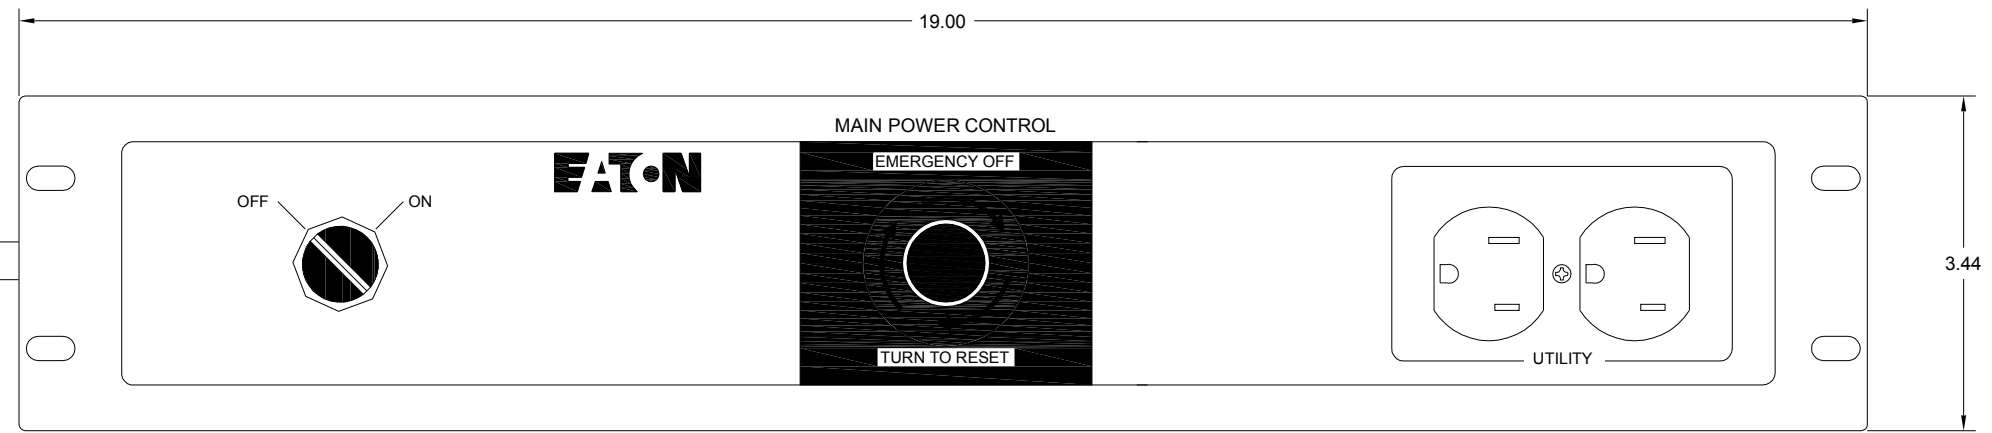 19.00
MAIN POWER CONTROL
EATON
EMERGENCY OFF
OFF
ON
3.44
TURN TO RESET
UTILITY